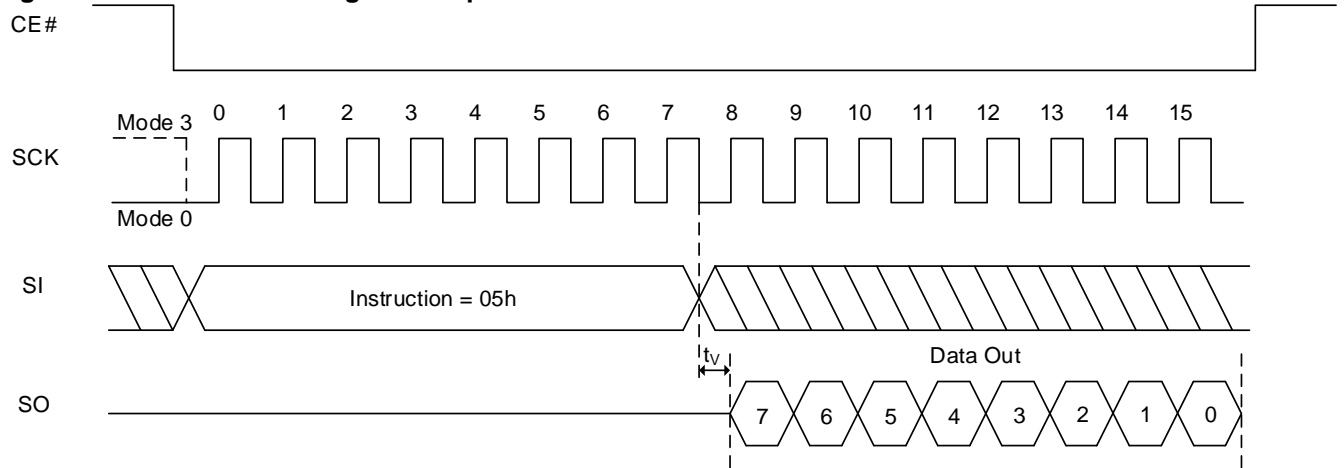 CE#
0 1 2 3 4 5 6 7 8 9 10 11 12 13 14 15
Mode 3
SCK
Mode 0
SI
Instruction = 05h
tV
Data Out
SO
7 6 5 4 3 2 1 0